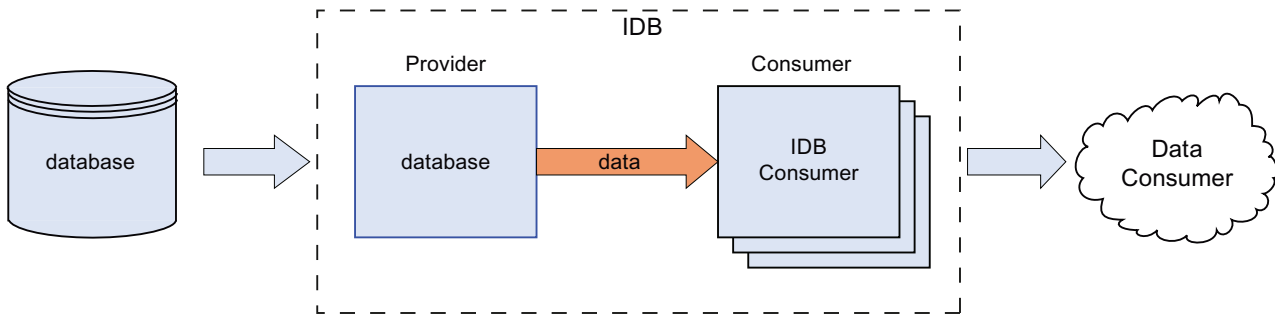 IDB
Provider
Consumer
database
database
data
IDB
Consumer
Data
Consumer